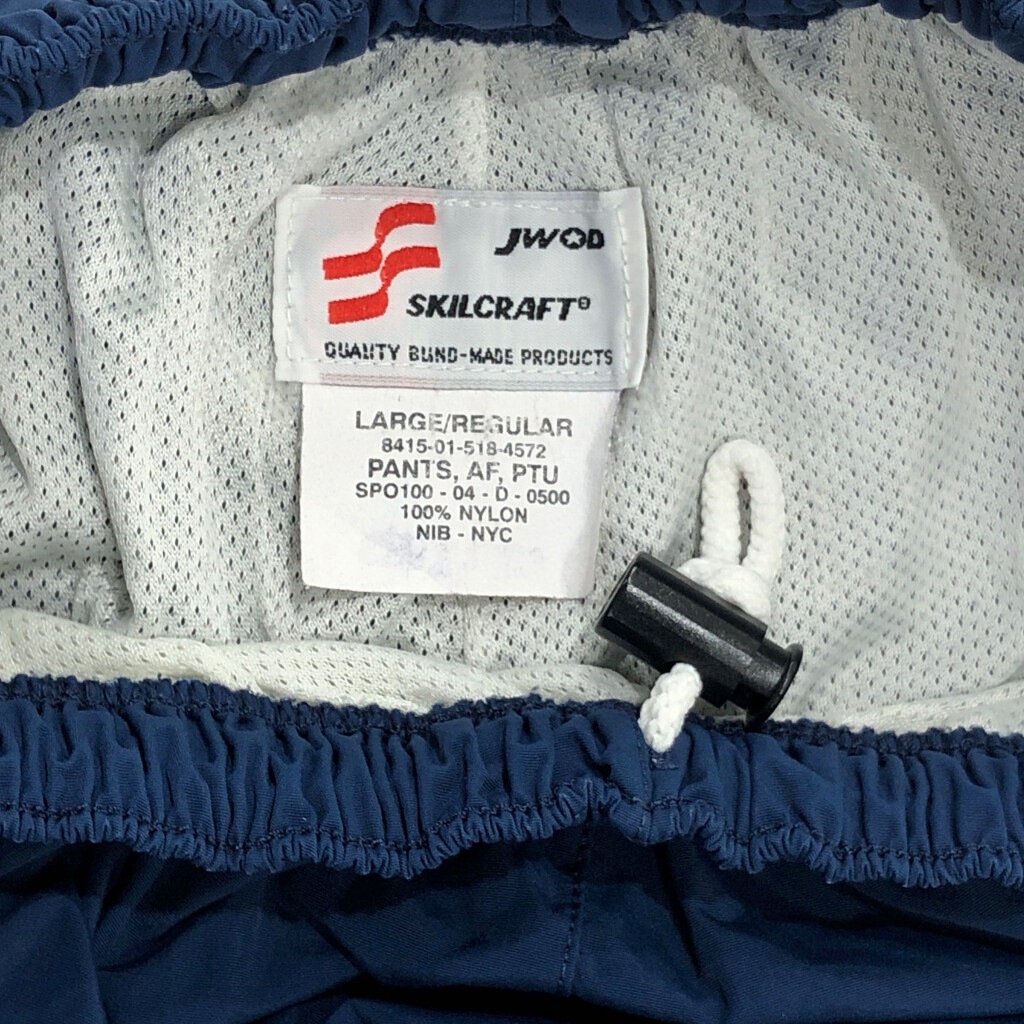 JWOD
SKILCRAFT®
QUALITY BLIND-MADE PRODUCTS
LARGE/REGULAR
8415-01-518-4572
PANTS, AF, PTU
SPO100 - 04 - D - 0500
100% NYLON
NIB - NYC